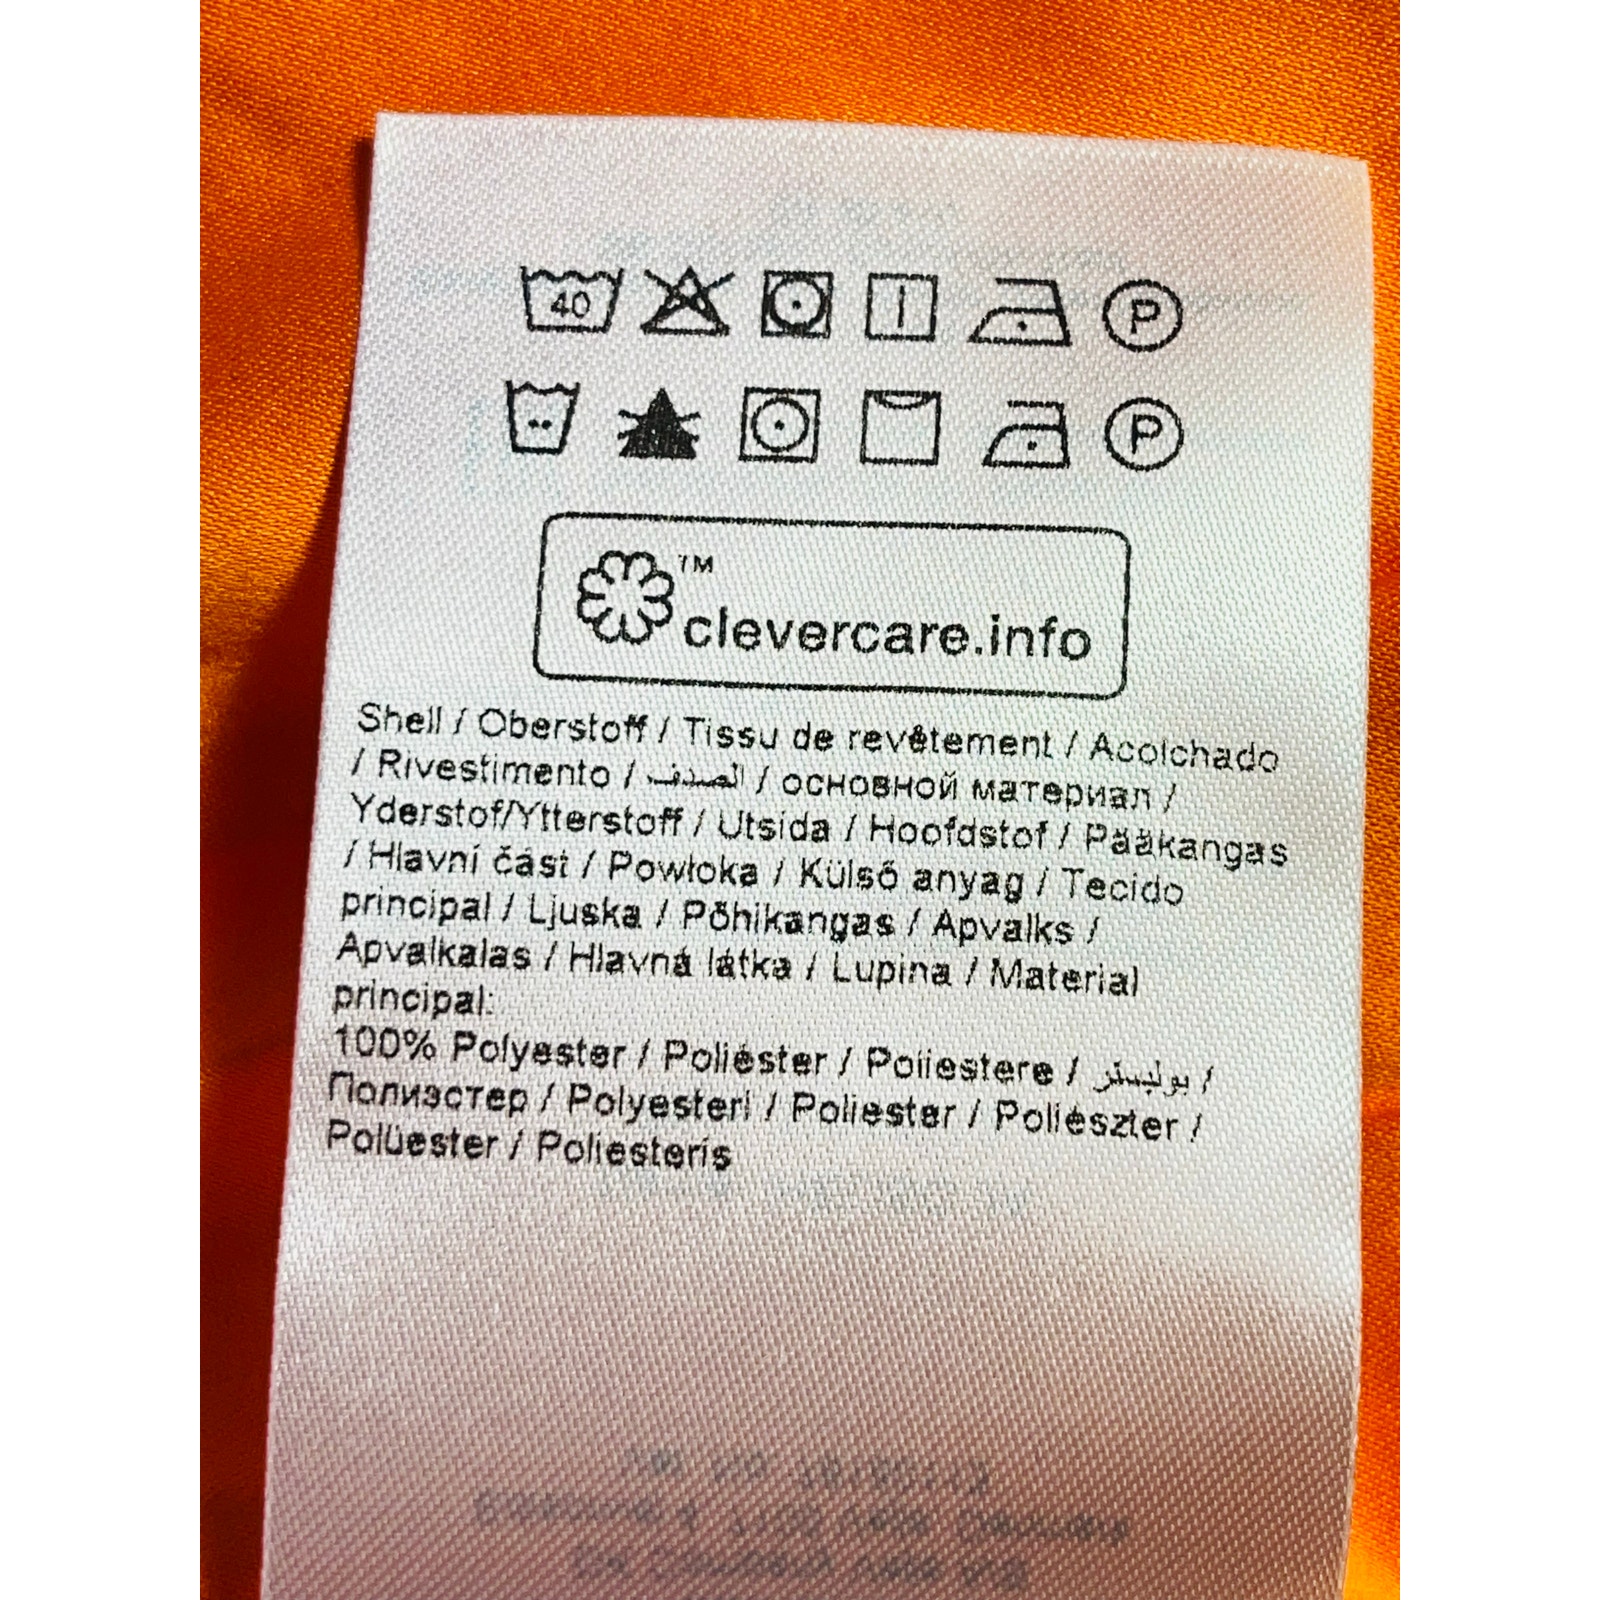 40 P
P
™
clevercare.info
Shell / Oberstoff / Tissu de revêtement / Acolchado
/ Rivestimento / الصدف / основной материал /
Yderstof/Ytterstoff / Utsida / Hoofdstof / Pääkangas
/ Hlavní část / Powłoka / Külső anyag / Tecido
principal / Ljuska / Põhikangas / Apvalks /
Apvalkalas / Hlavná látka / Lupina / Material
principal:
100% Polyester / Poliéster / Poliestere / بوليستر /
Полиэстер / Polyesteri / Poliester / Poliészter /
Polüester / Poliesteris